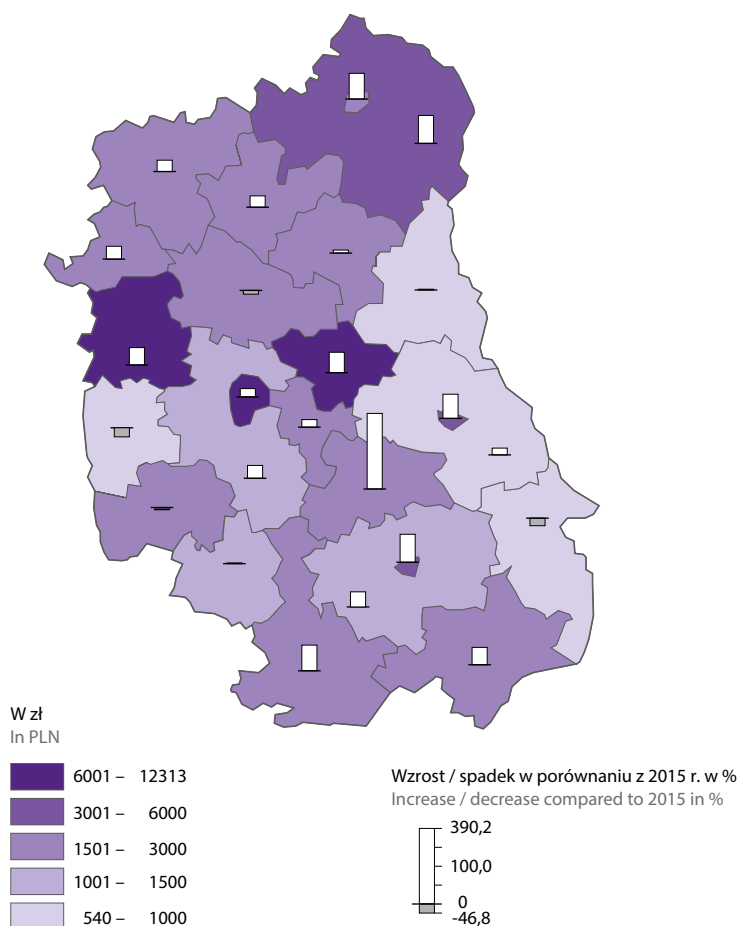 W zł
In PLN
6001 – 12313
3001 – 6000
1501 – 3000
1001 – 1500
540 – 1000
Wzrost / spadek w porównaniu z 2015 r. w %
Increase / decrease compared to 2015 in %
390,2
100,0
0
-46,8